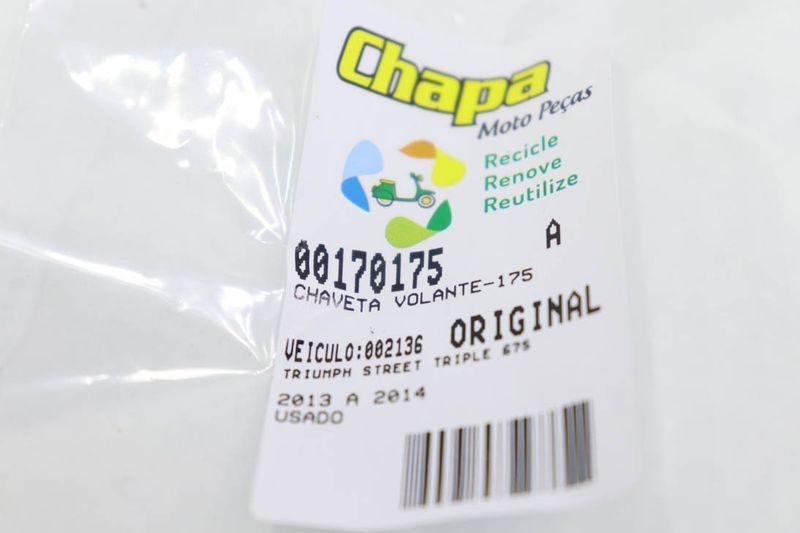 Chapa
Moto Peças
Recicle
Renove
Reutilize
A
00170175
CHAVETA VOLANTE-175
VEICULO:002136 ORIGINAL
TRIUMPH STREET TRIPLE 675
2013 A 2014
USADO